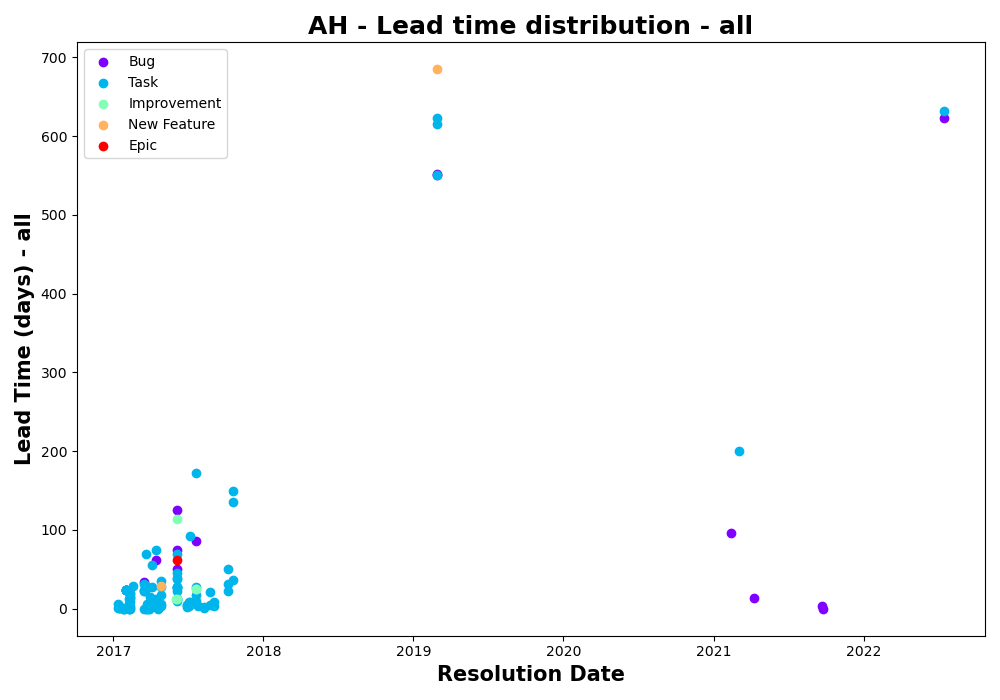 AH - Lead time distribution - all
Bug
Task
Improvement
New Feature
Epic
Lead Time (days) - all
700
600
500
400
300
200
100
0
2017 2018 2019 2020 2021 2022
Resolution Date